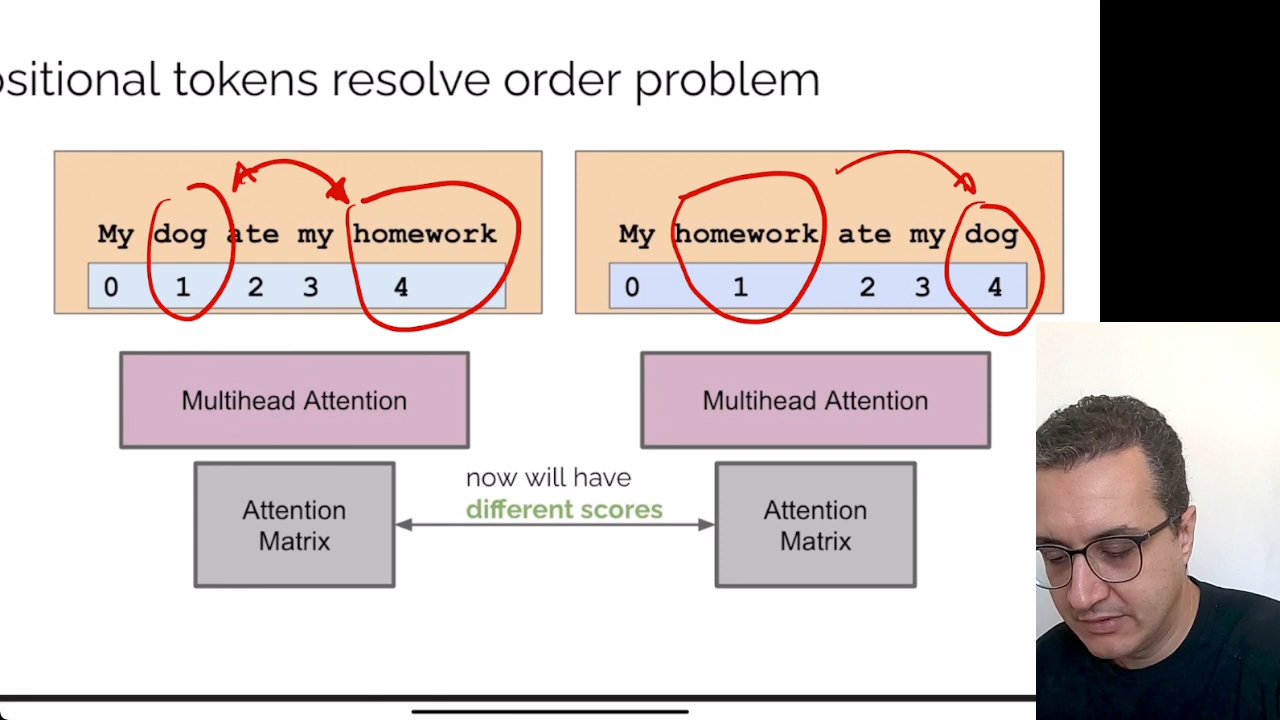 ositional tokens resolve order problem
My dog ate my homework
0 1 2 3 4
My homework ate my dog
0 1 2 3 4
Multihead Attention
Multihead Attention
Attention
Matrix
now will have
different scores
Attention
Matrix